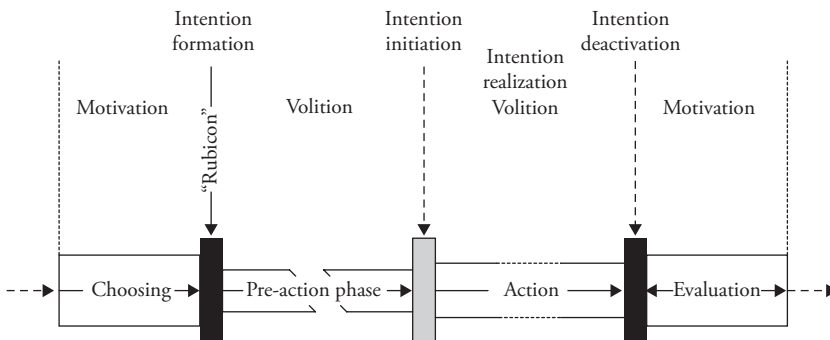 Intention
formation
Intention
initiation
Intention
realization
Volition
Intention
deactivation
Motivation
Volition
Motivation
“Rubicon”
Choosing
Pre-action phase
Action
Evaluation